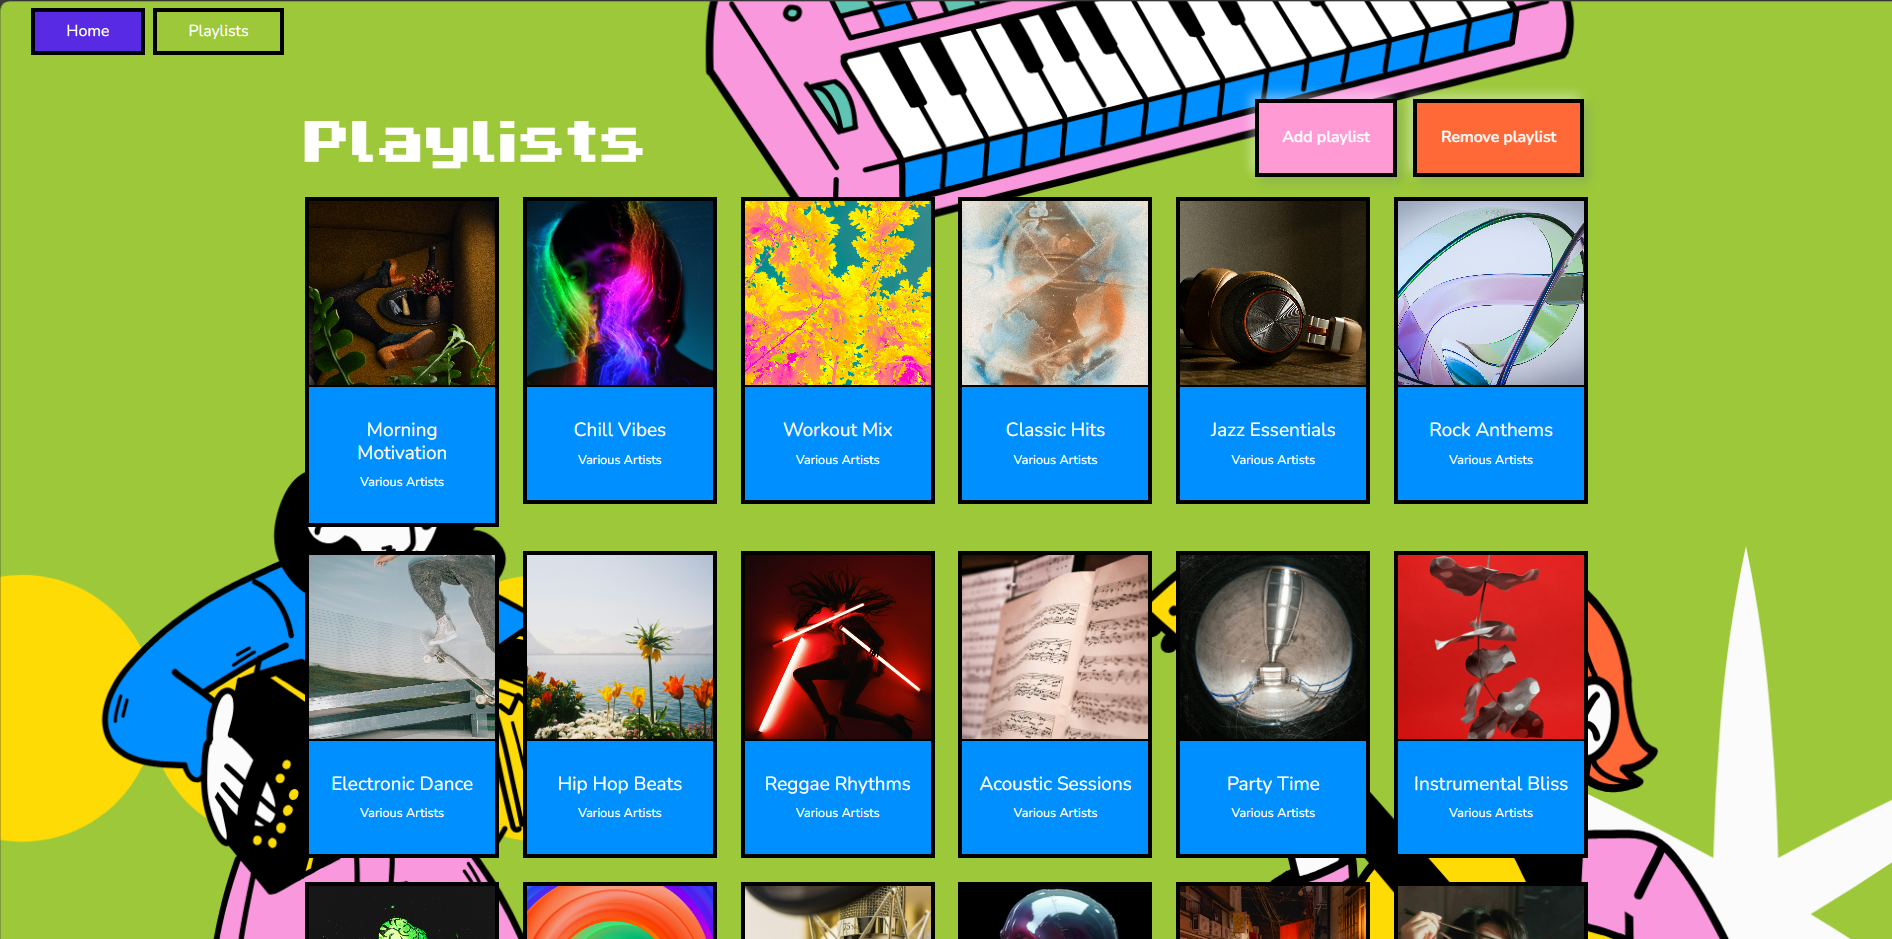 Home
Playlists
Playlists
Add playlist
Remove playlist
Morning
Motivation
Various Artists
Chill Vibes
Various Artists
Workout Mix
Various Artists
Classic Hits
Various Artists
Jazz Essentials
Various Artists
Rock Anthems
Various Artists
Electronic Dance
Various Artists
Hip Hop Beats
Various Artists
Reggae Rhythms
Various Artists
Acoustic Sessions
Various Artists
Party Time
Various Artists
Instrumental Bliss
Various Artists